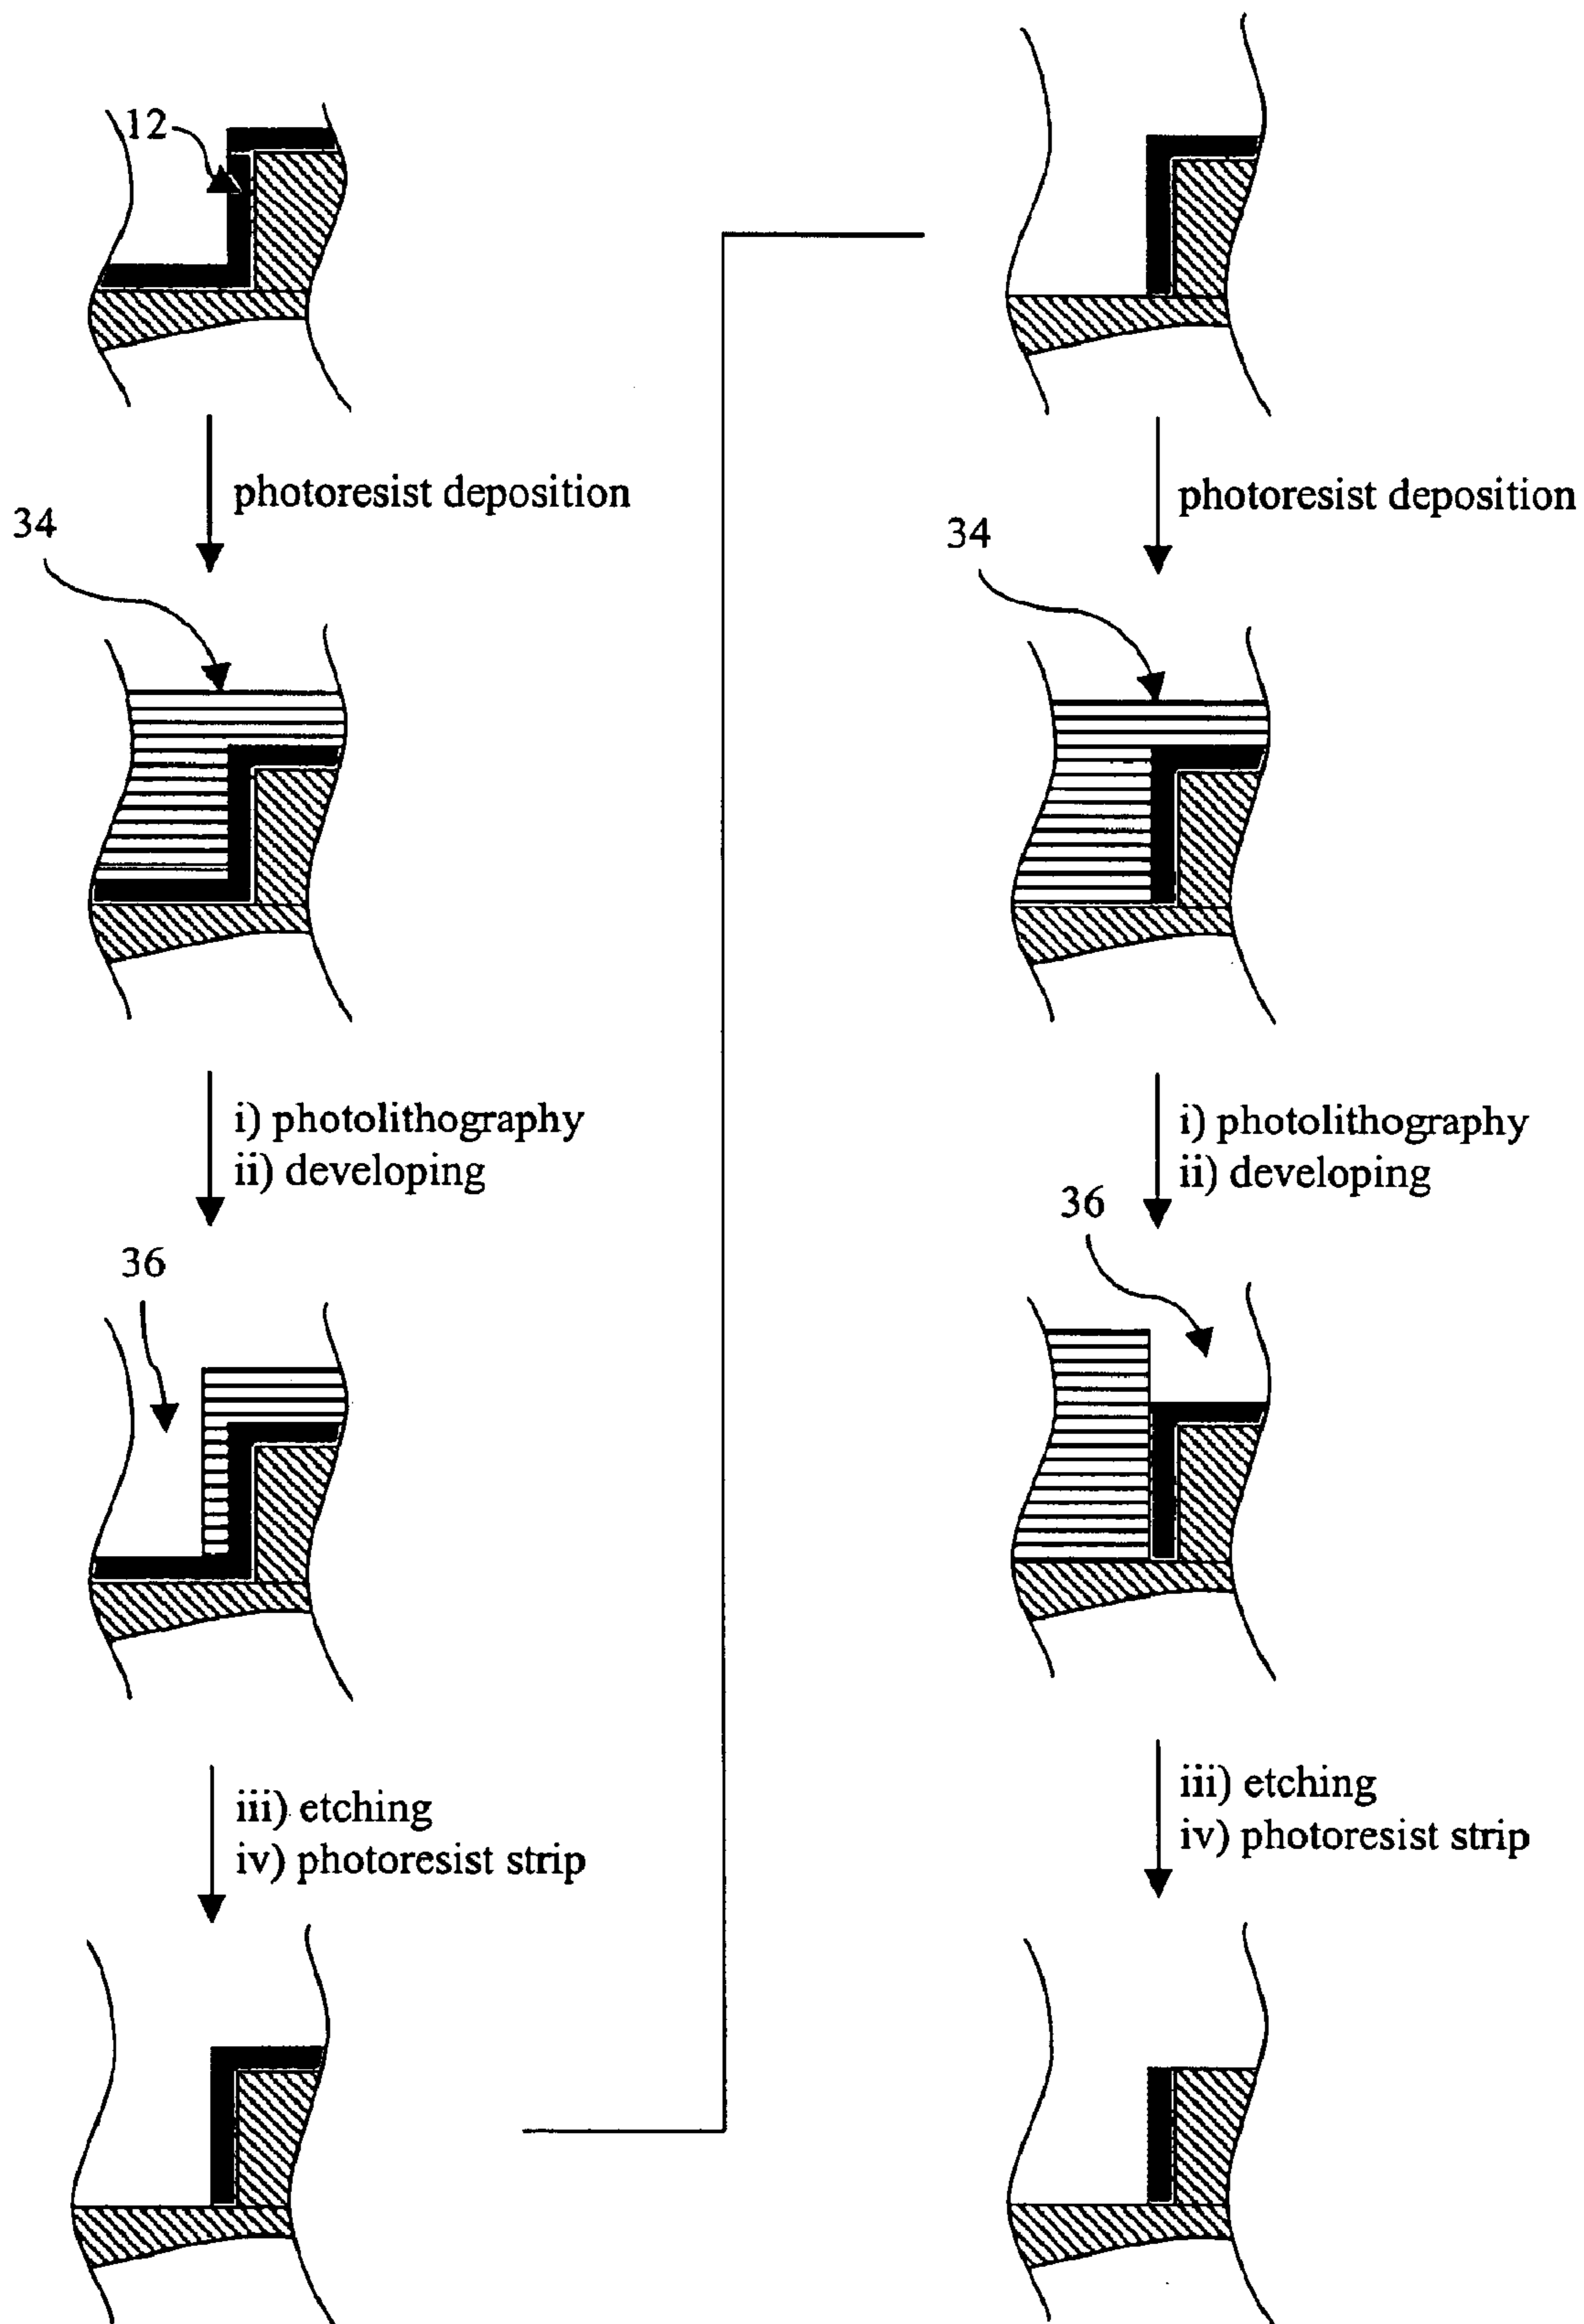 12
photoresist deposition
34
i) photolithography
ii) developing
36
iii) etching
iv) photoresist strip
photoresist deposition
34
i) photolithography
ii) developing
36
iii) etching
iv) photoresist strip